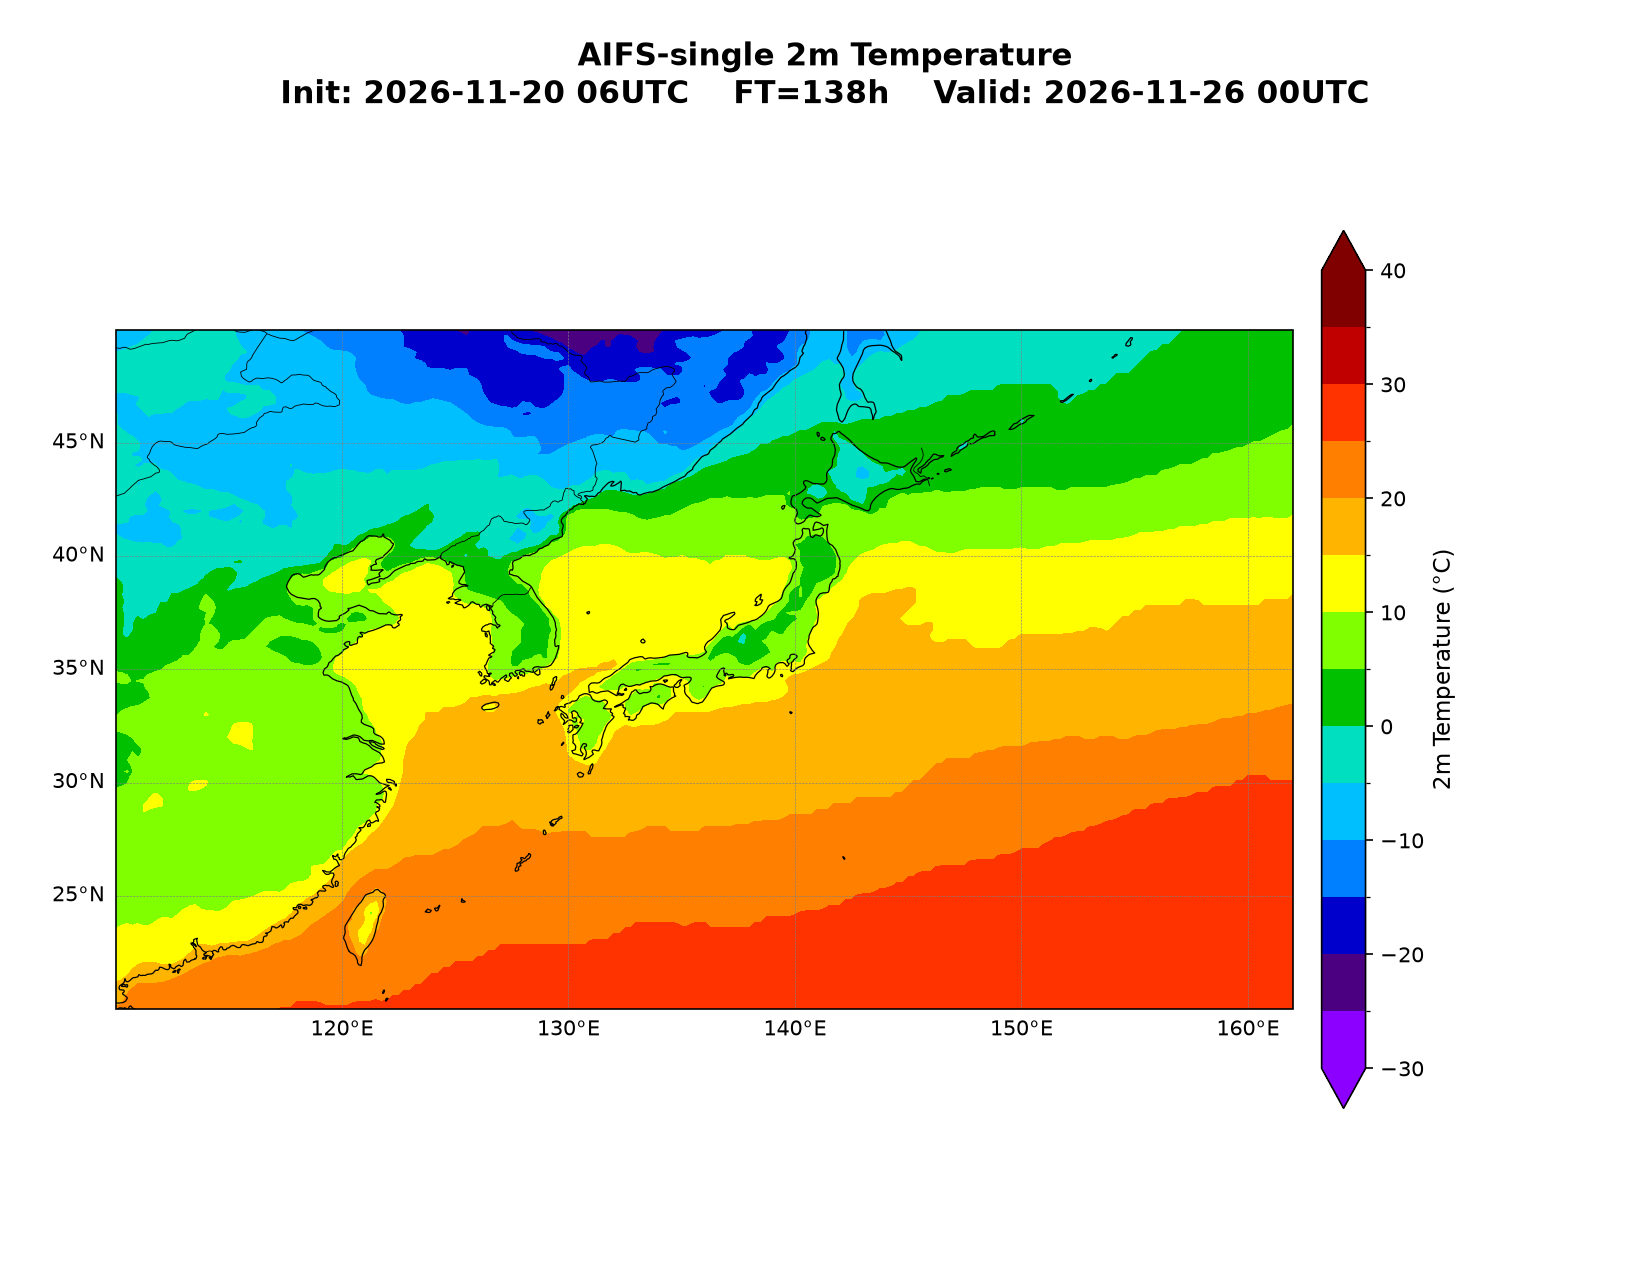 AIFS-single 2m Temperature
Init: 2026-11-20 06UTC    FT=138h    Valid: 2026-11-26 00UTC
45°N
40°N
35°N
30°N
25°N
120°E
130°E
140°E
150°E
160°E
40
30
20
10
0
−10
−20
−30
2m Temperature (°C)